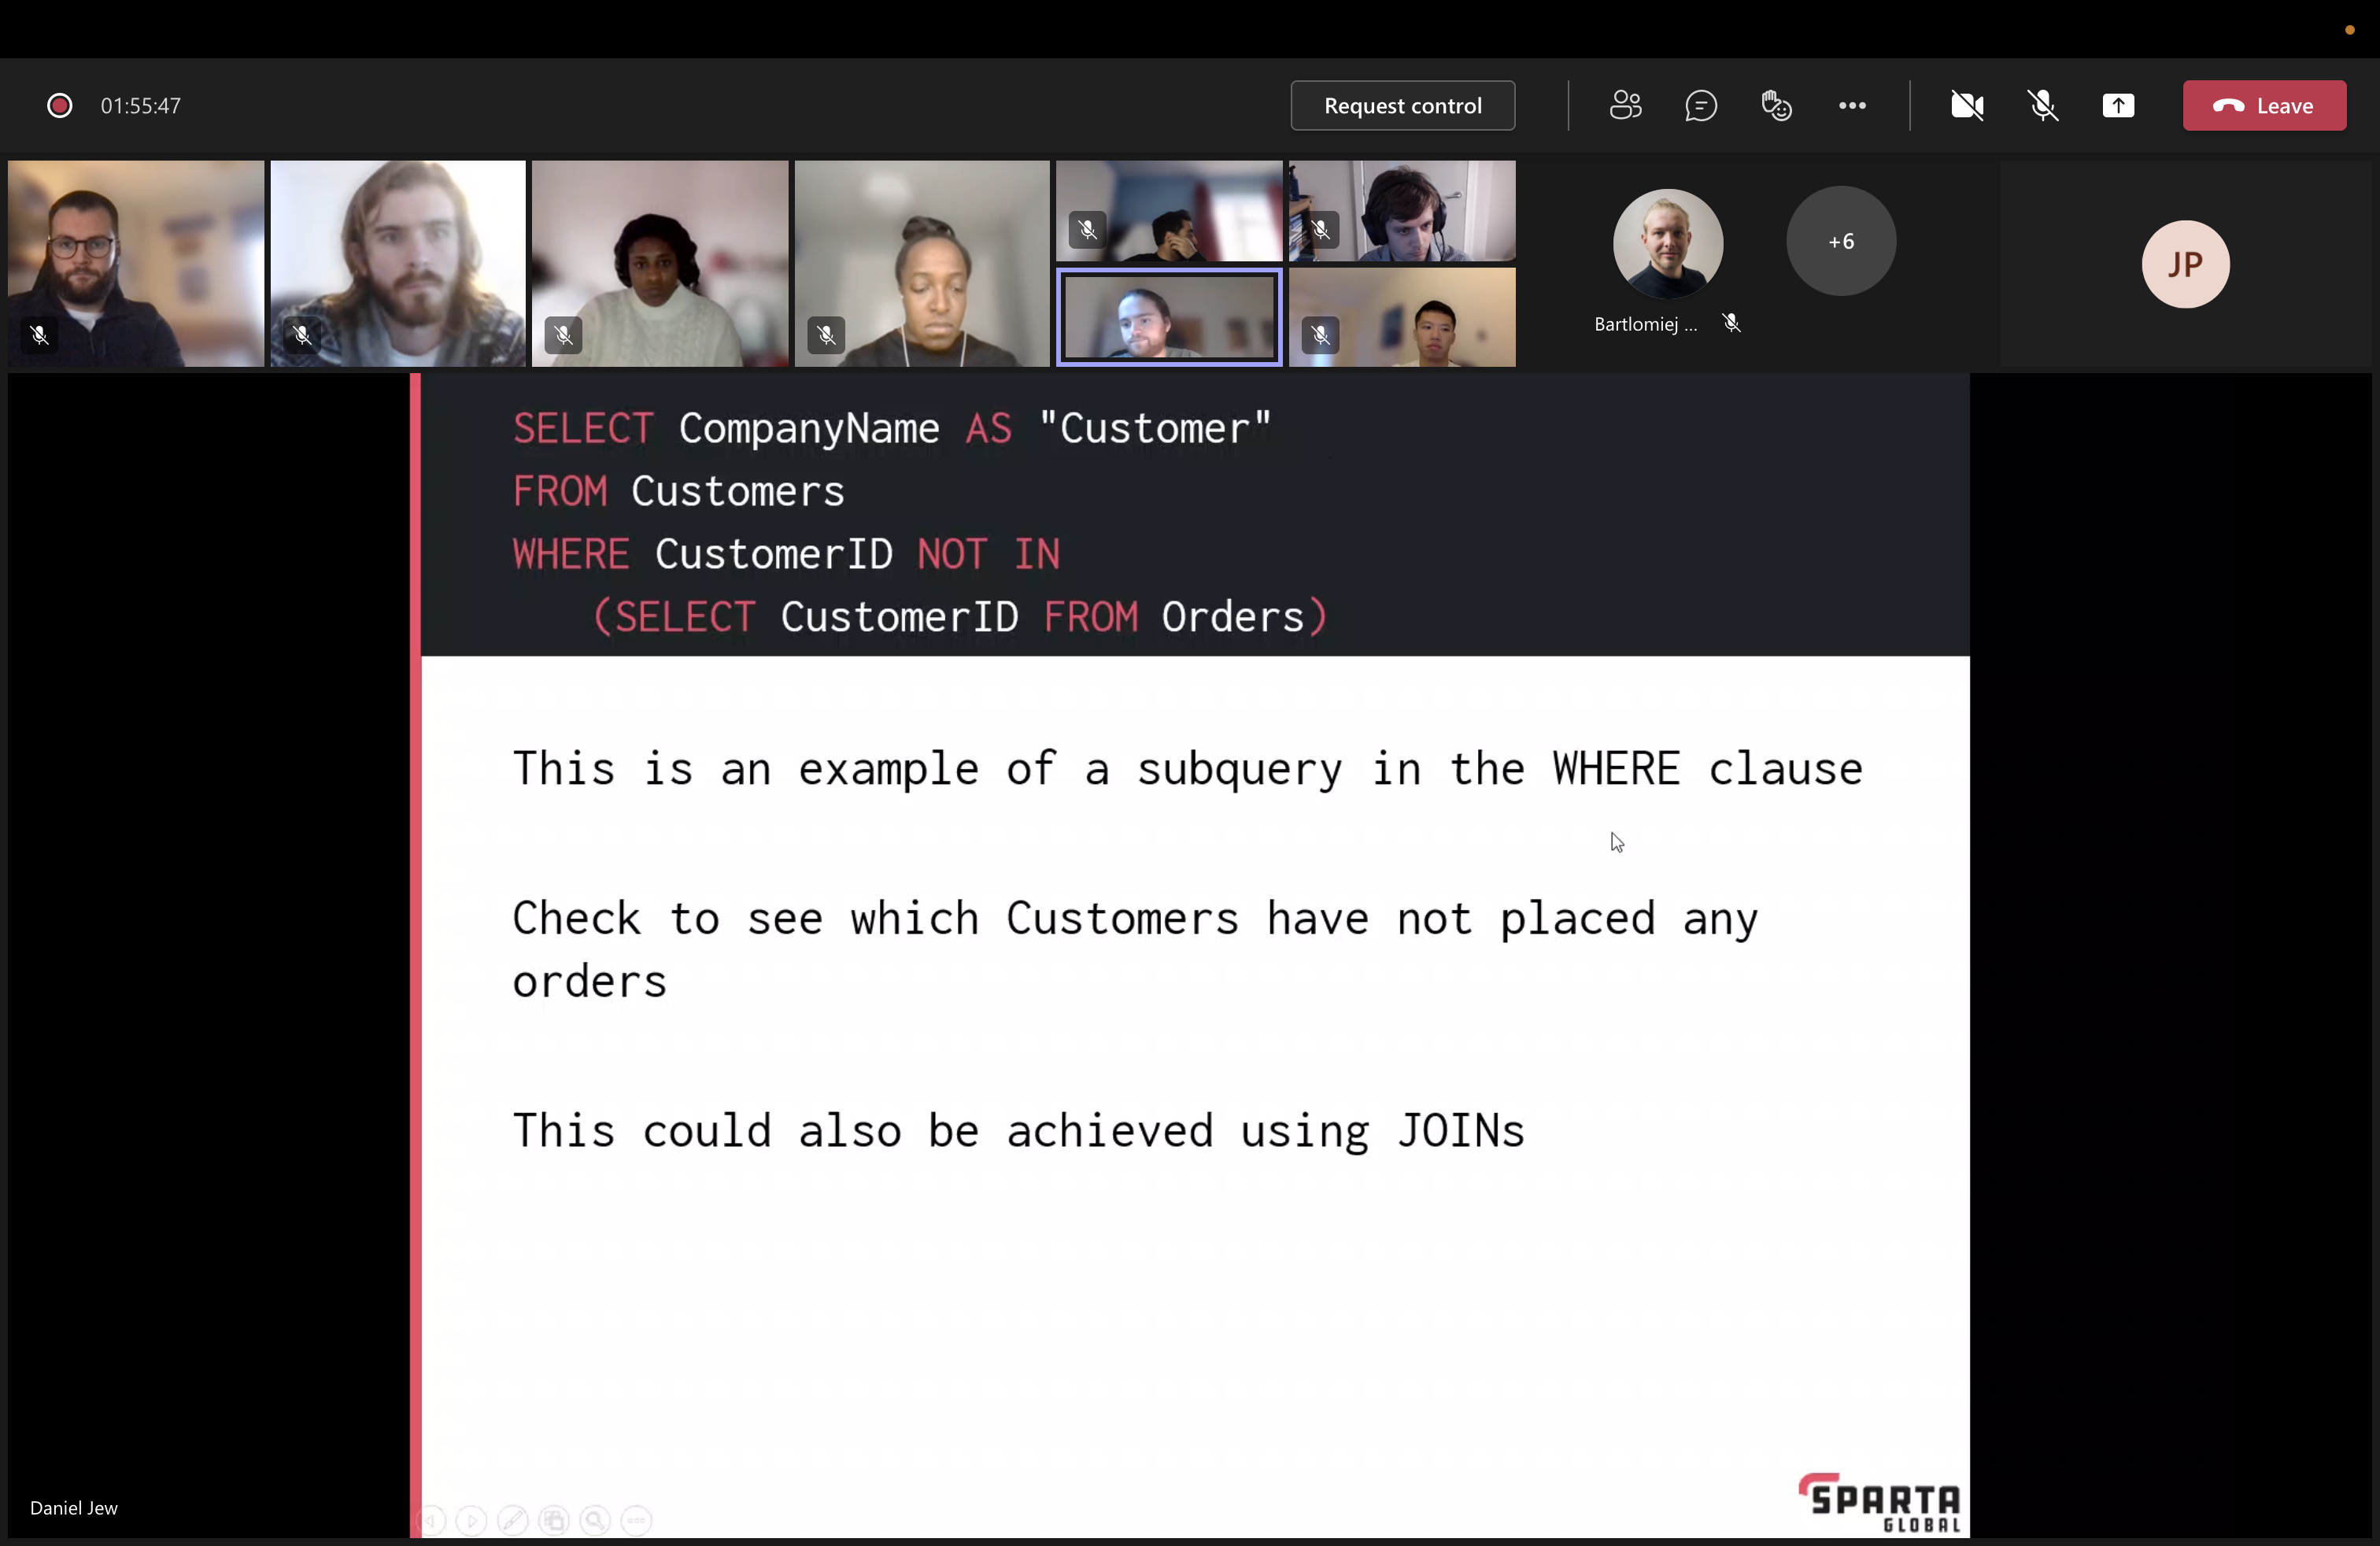 01:55:47
Request control
Leave
+6
JP
Bartlomiej ...
SELECT CompanyName AS "Customer"
FROM Customers
WHERE CustomerID NOT IN
(SELECT CustomerID FROM Orders)
This is an example of a subquery in the WHERE clause
Check to see which Customers have not placed any
orders
This could also be achieved using JOINs
SPARTA
GLOBAL
Daniel Jew